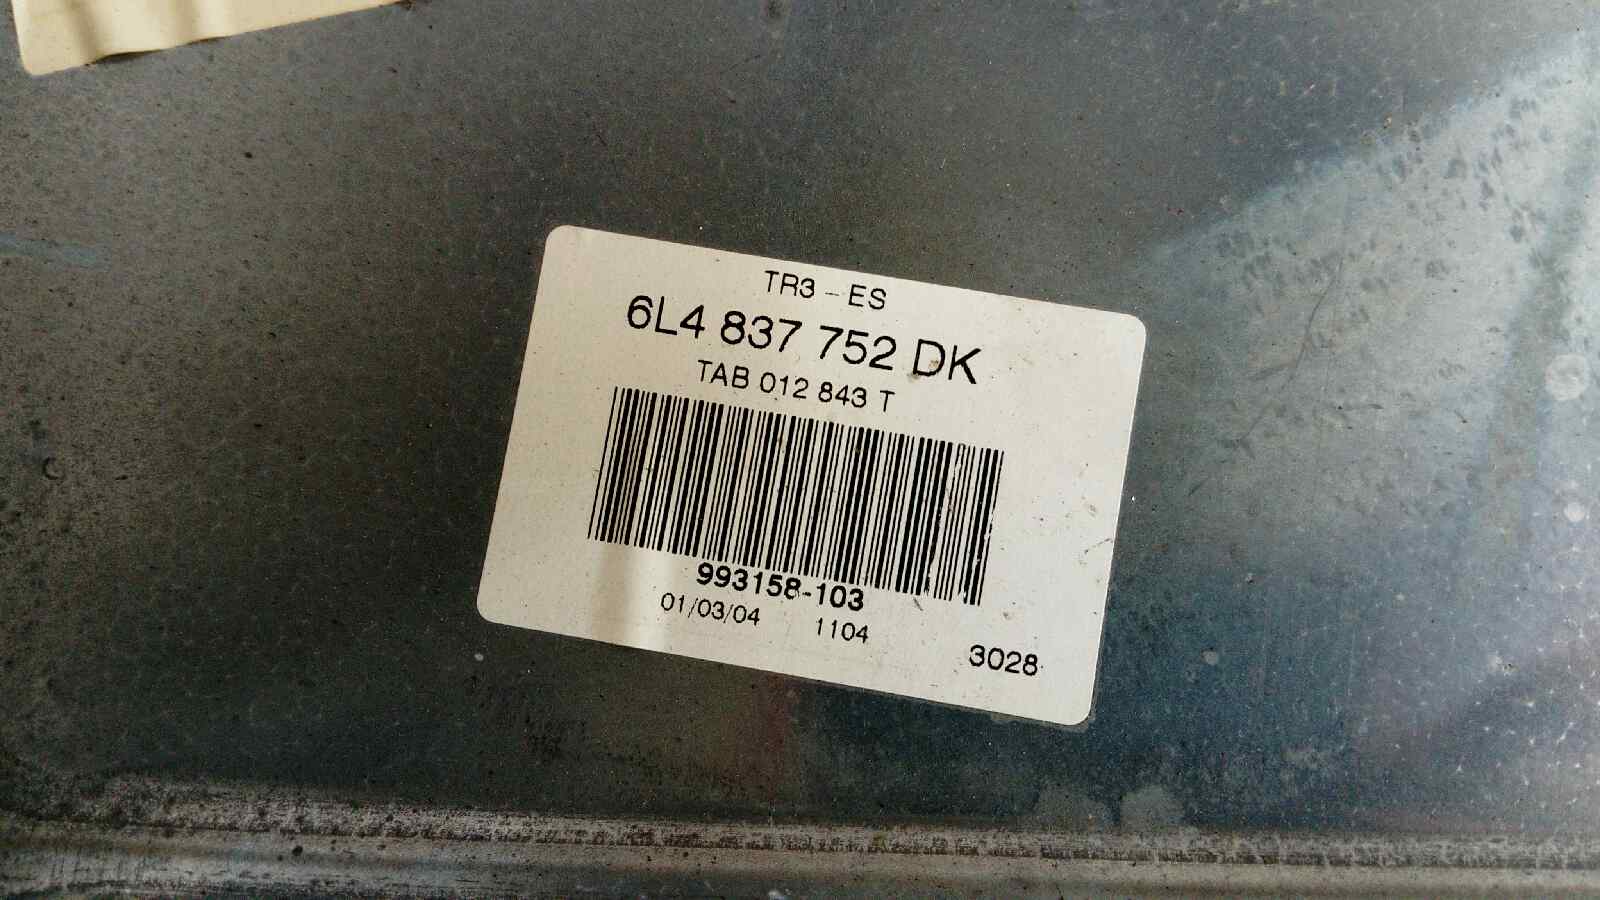 TR3 - ES
6L4 837 752 DK
TAB 012 843 T
993158-103
01/03/04 1104
3028